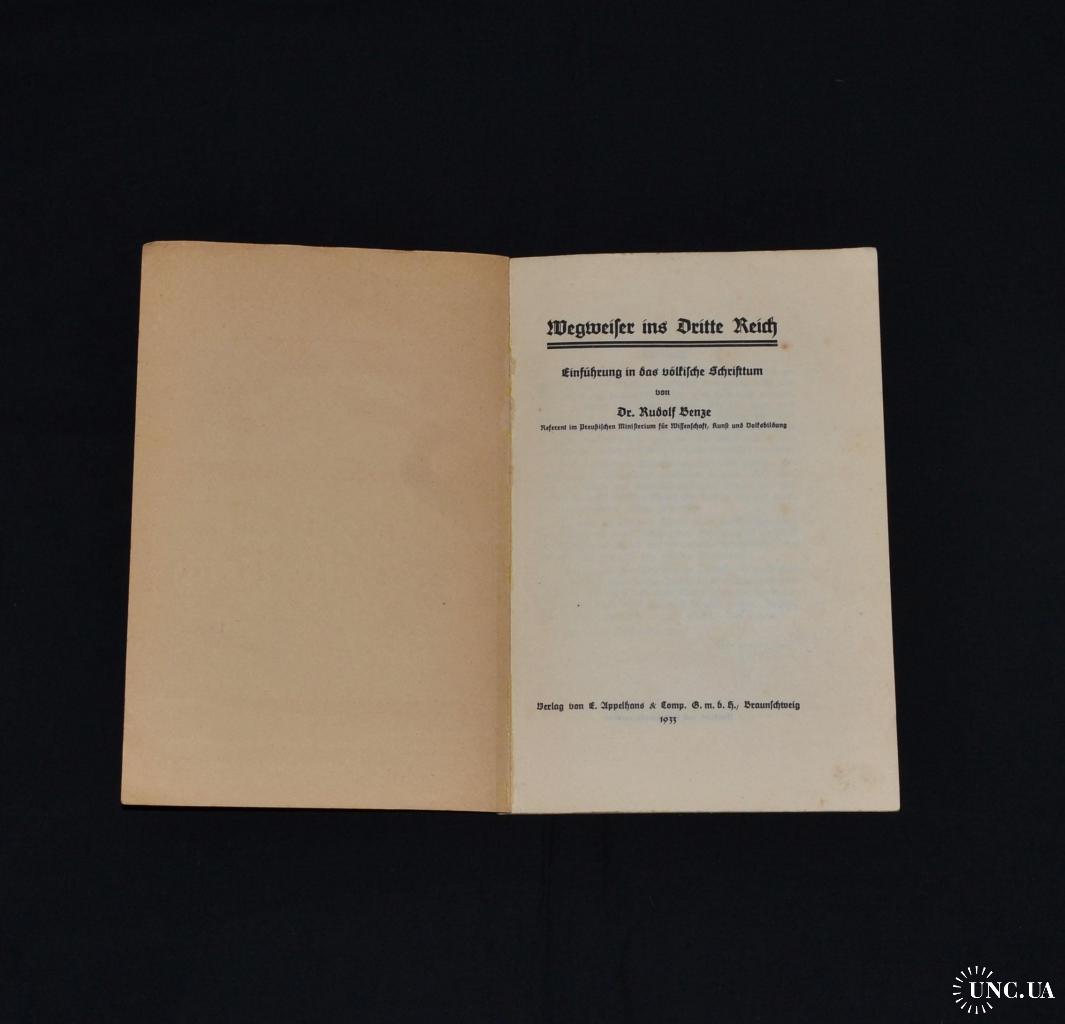 Wegweiser ins Dritte Reich
Einführung in das völkische Schrifttum
von
Dr. Rudolf Benze
Referent im Preußischen Ministerium für Wissenschaft, Kunst und Volksbildung
Verlag von E. Appelhans & Comp. G. m. b. H., Braunschweig
1933
UNC.UA